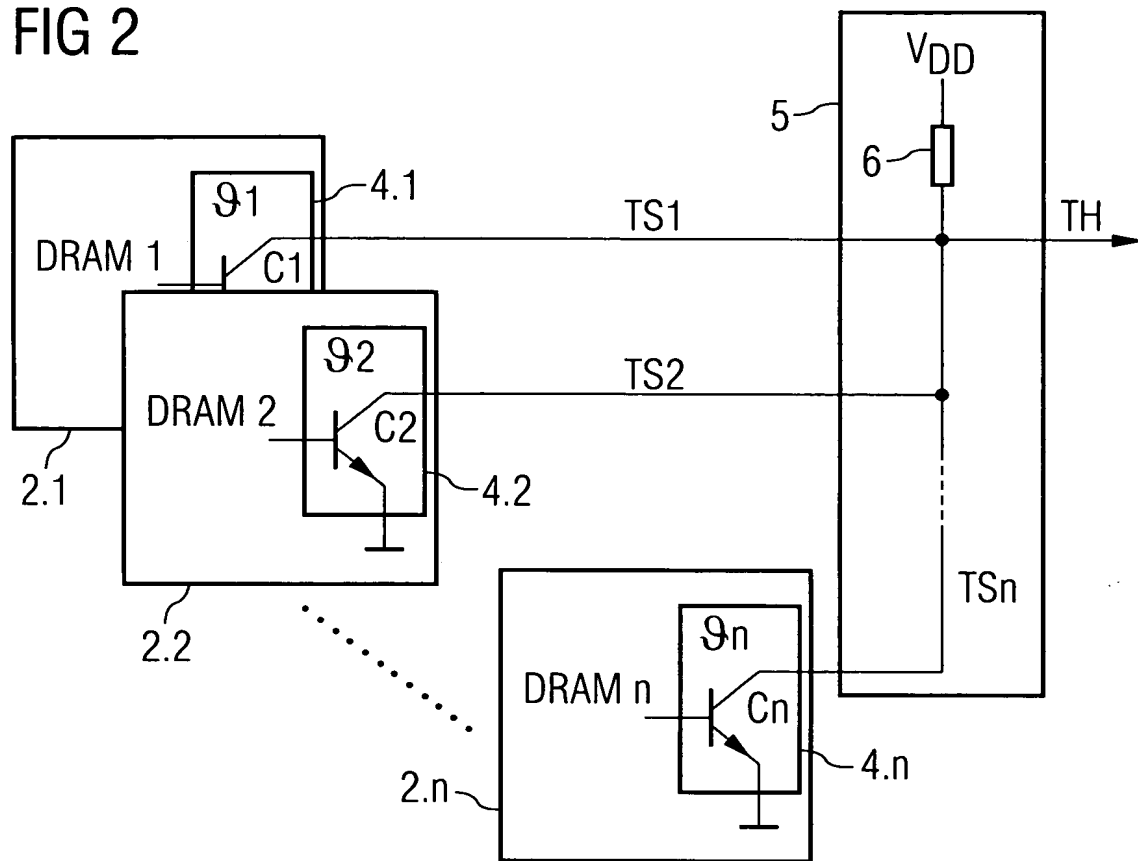 FIG 2
VDD
5
6
ϑ1
4.1
TS1
TH
DRAM 1
C1
ϑ2
TS2
DRAM 2
C2
2.1
4.2
TSn
2.2
ϑn
DRAM n
Cn
4.n
2.n